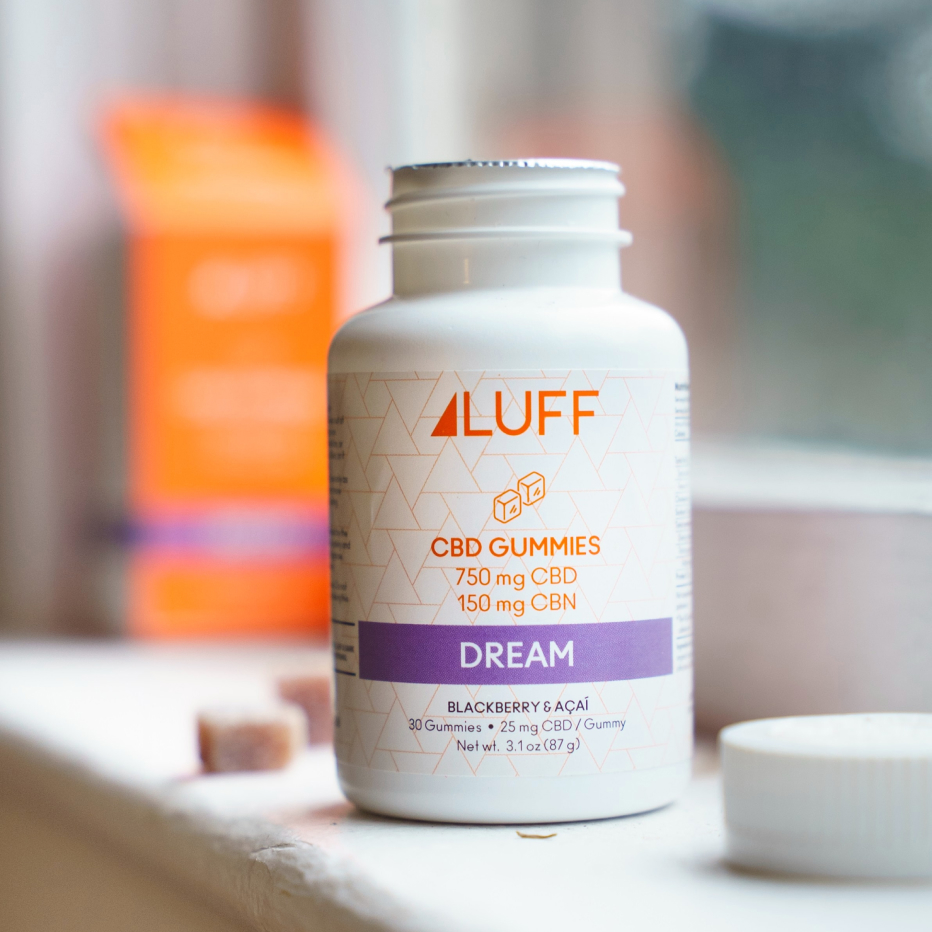 LUFF
CBD GUMMIES
750 mg CBD
150 mg CBN
DREAM
BLACKBERRY & AÇAÍ
30 Gummies • 25 mg CBD / Gummy
Net wt. 3.1 oz (87 g)